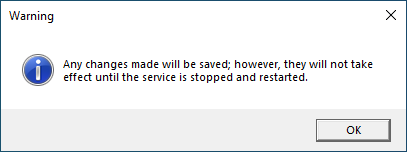 Warning
Any changes made will be saved; however, they will not take
effect until the service is stopped and restarted.
OK